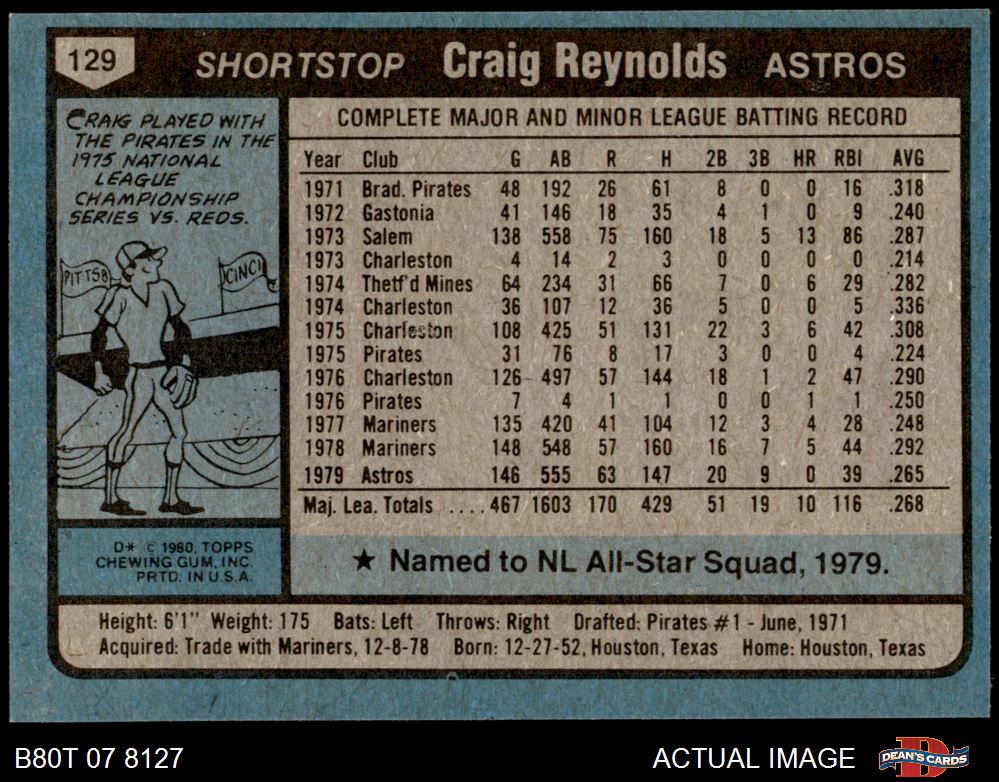 129 SHORTSTOP Craig Reynolds ASTROS
CRAIG PLAYED WITH
THE PIRATES IN THE
1975 NATIONAL
LEAGUE
CHAMPIONSHIP
SERIES VS. REDS.
PITTSB
CINCI
D* © 1980, TOPPS
CHEWING GUM, INC.
PRTD. IN U.S.A.
COMPLETE MAJOR AND MINOR LEAGUE BATTING RECORD
Year Club G AB R H 2B 3B HR RBI AVG
1971 Brad. Pirates 48 192 26 61 8 0 0 16 .318
1972 Gastonia 41 146 18 35 4 1 0 9 .240
1973 Salem 138 558 75 160 18 5 13 86 .287
1973 Charleston 4 14 2 3 0 0 0 0 .214
1974 Thetf'd Mines 64 234 31 66 7 0 6 29 .282
1974 Charleston 36 107 12 36 5 0 0 5 .336
1975 Charleston 108 425 51 131 22 3 6 42 .308
1975 Pirates 31 76 8 17 3 0 0 4 .224
1976 Charleston 126 497 57 144 18 1 2 47 .290
1976 Pirates 7 4 1 1 0 0 1 1 .250
1977 Mariners 135 420 41 104 12 3 4 28 .248
1978 Mariners 148 548 57 160 16 7 5 44 .292
1979 Astros 146 555 63 147 20 9 0 39 .265
Maj. Lea. Totals ....467 1603 170 429 51 19 10 116 .268
★ Named to NL All-Star Squad, 1979.
Height: 6'1" Weight: 175 Bats: Left Throws: Right Drafted: Pirates #1 - June, 1971
Acquired: Trade with Mariners, 12-8-78 Born: 12-27-52, Houston, Texas Home: Houston, Texas
B80T 07 8127 ACTUAL IMAGE DEAN'S CARDS